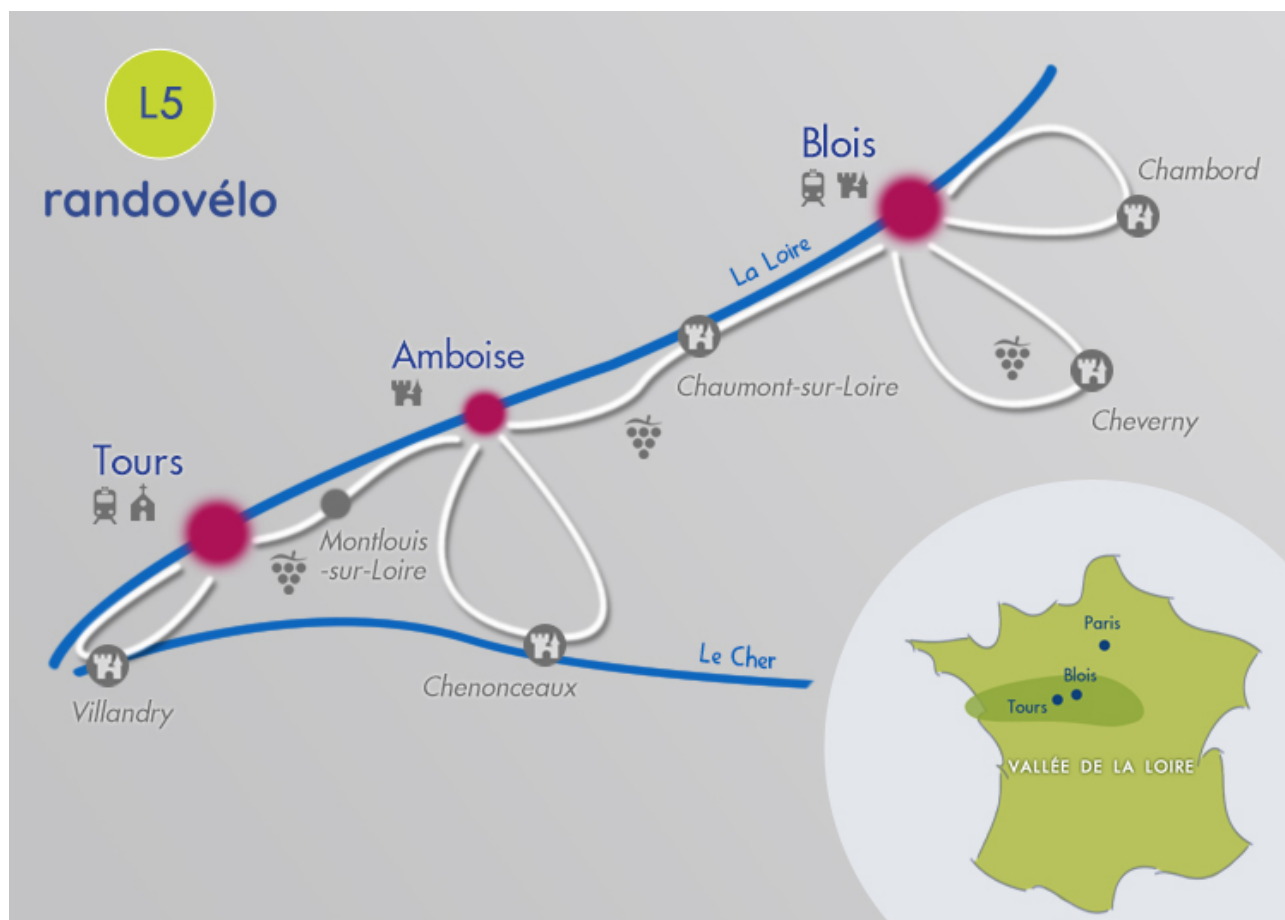 L5
randovélo
Blois
Chambord
La Loire
Amboise
Chaumont-sur-Loire
Cheverny
Tours
Montlouis
-sur-Loire
Le Cher
Chenonceaux
Villandry
Paris
Blois
Tours
VALLÉE DE LA LOIRE